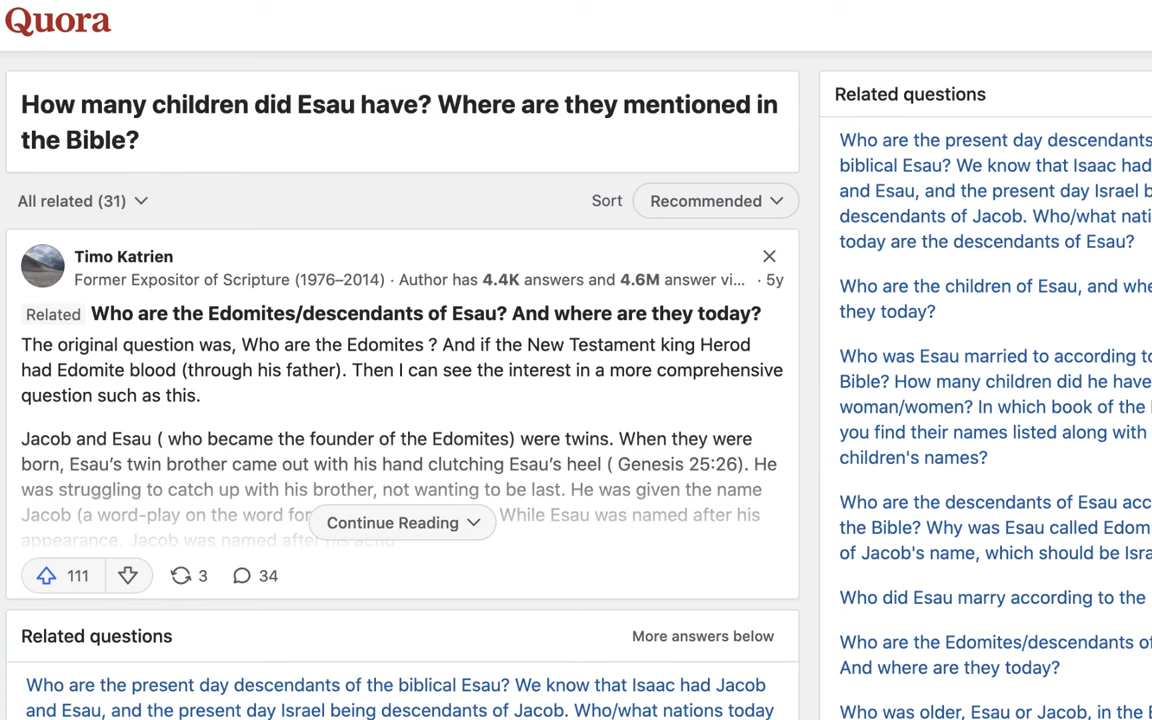 Quora
How many children did Esau have? Where are they mentioned in
the Bible?
All related (31)
Sort
Recommended
Timo Katrien
Former Expositor of Scripture (1976–2014) · Author has 4.4K answers and 4.6M answer vi... · 5y
Related Who are the Edomites/descendants of Esau? And where are they today?
The original question was, Who are the Edomites ? And if the New Testament king Herod
had Edomite blood (through his father). Then I can see the interest in a more comprehensive
question such as this.
Jacob and Esau ( who became the founder of the Edomites) were twins. When they were
born, Esau’s twin brother came out with his hand clutching Esau’s heel ( Genesis 25:26). He
was struggling to catch up with his brother, not wanting to be last. He was given the name
Jacob (a word-play on the word for While Esau was named after his
Continue Reading
appearance, Jacob was named after his
111
3
34
Related questions
More answers below
Who are the present day descendants of the biblical Esau? We know that Isaac had Jacob
and Esau, and the present day Israel being descendants of Jacob. Who/what nations today
Related questions
Who are the present day descendants
biblical Esau? We know that Isaac had
and Esau, and the present day Israel b
descendants of Jacob. Who/what nati
today are the descendants of Esau?
Who are the children of Esau, and whe
they today?
Who was Esau married to according to
Bible? How many children did he have
woman/women? In which book of the
you find their names listed along with
children's names?
Who are the descendants of Esau acc
the Bible? Why was Esau called Edom
of Jacob's name, which should be Isra
Who did Esau marry according to the
Who are the Edomites/descendants of
And where are they today?
Who was older, Esau or Jacob, in the